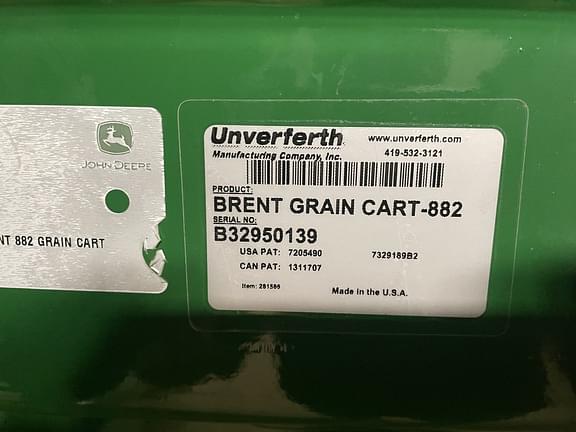 JOHN DEERE
NT 882 GRAIN CART
Unverferth
Manufacturing Company, Inc.
www.unverferth.com
419-532-3121
PRODUCT:
BRENT GRAIN CART-882
SERIAL NO:
B32950139
USA PAT: 7205490 7329189B2
CAN PAT: 1311707
Item: 281586
Made in the U.S.A.